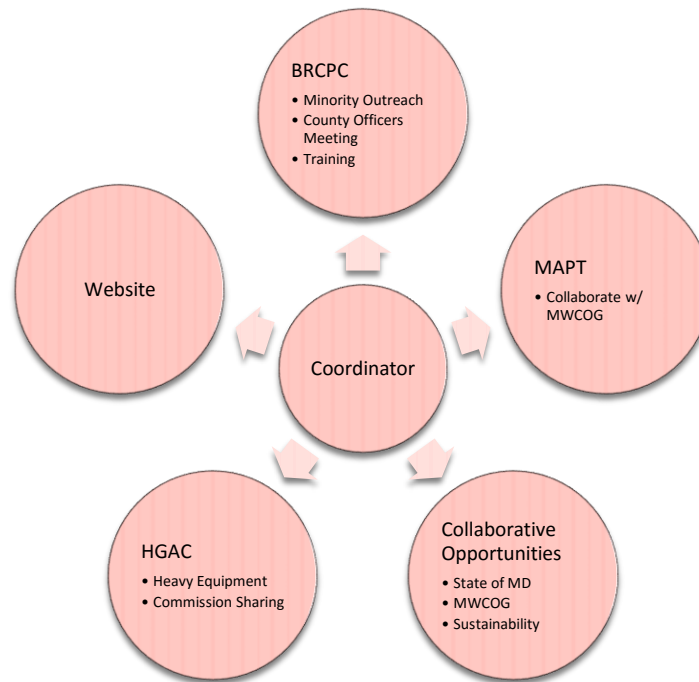 BRCPC
• Minority Outreach
• County Officers
Meeting
• Training
Website
MAPT
• Collaborate w/
MWCOG
Coordinator
HGAC
• Heavy Equipment
• Commission Sharing
Collaborative
Opportunities
• State of MD
• MWCOG
• Sustainability